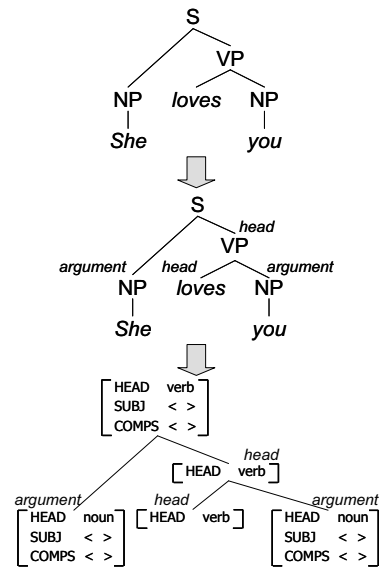 S
VP
NP loves NP
She you
S
head
VP
argument head argument
NP loves NP
She you
HEAD verb
SUBJ < >
COMPS < >
head
[HEAD verb]
argument head argument
HEAD noun [HEAD verb] HEAD noun
SUBJ < > SUBJ < >
COMPS < > COMPS < >